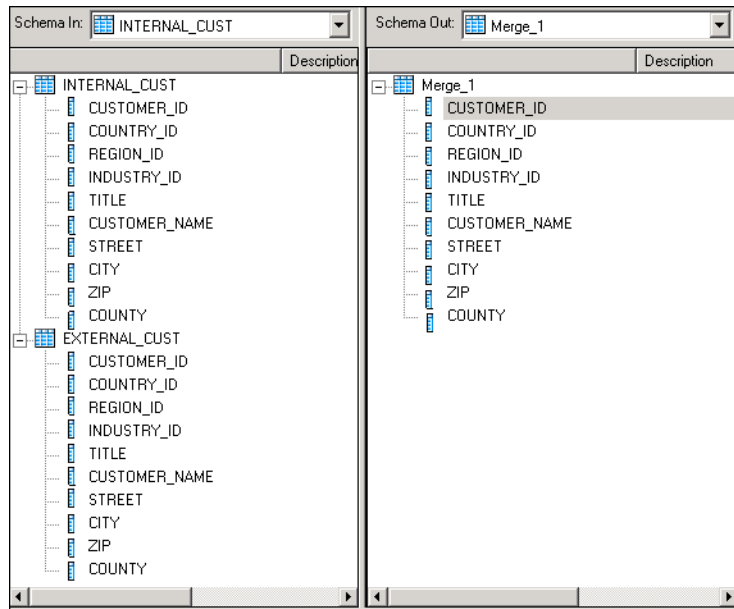 Schema In: INTERNAL_CUST
Description
INTERNAL_CUST
CUSTOMER_ID
COUNTRY_ID
REGION_ID
INDUSTRY_ID
TITLE
CUSTOMER_NAME
STREET
CITY
ZIP
COUNTY
EXTERNAL_CUST
CUSTOMER_ID
COUNTRY_ID
REGION_ID
INDUSTRY_ID
TITLE
CUSTOMER_NAME
STREET
CITY
ZIP
COUNTY
Schema Out: Merge_1
Description
Merge_1
CUSTOMER_ID
COUNTRY_ID
REGION_ID
INDUSTRY_ID
TITLE
CUSTOMER_NAME
STREET
CITY
ZIP
COUNTY